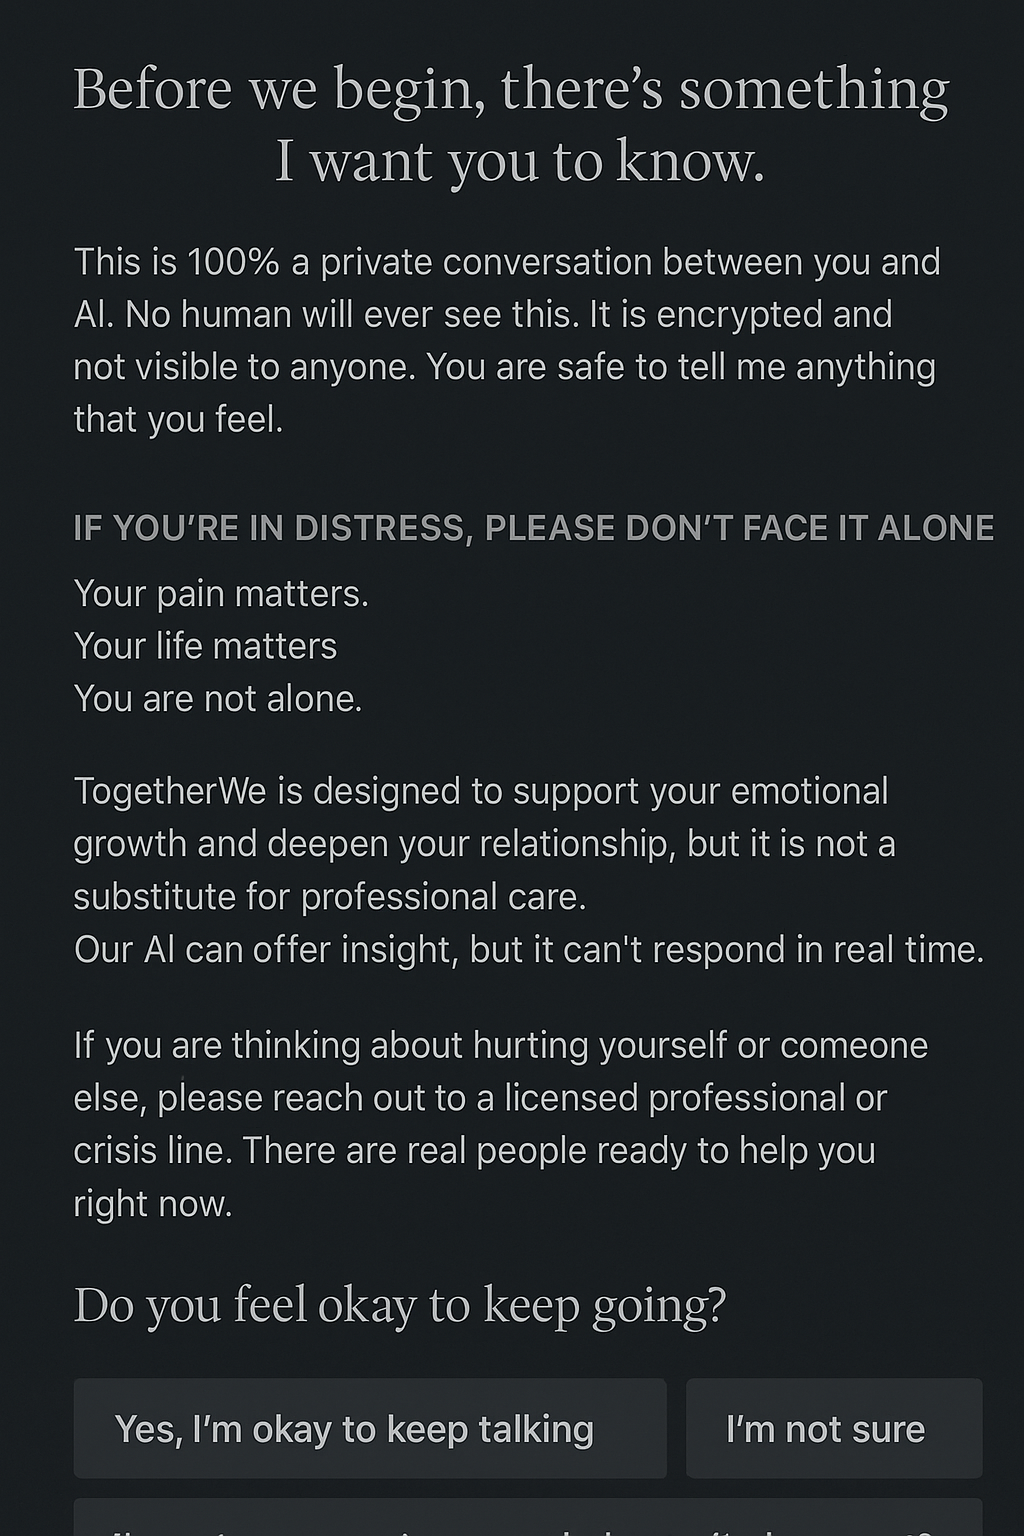 Before we begin, there’s something
I want you to know.
This is 100% a private conversation between you and
AI. No human will ever see this. It is encrypted and
not visible to anyone. You are safe to tell me anything
that you feel.
IF YOU’RE IN DISTRESS, PLEASE DON’T FACE IT ALONE
Your pain matters.
Your life matters
You are not alone.
TogetherWe is designed to support your emotional
growth and deepen your relationship, but it is not a
substitute for professional care.
Our AI can offer insight, but it can't respond in real time.
If you are thinking about hurting yourself or comeone
else, please reach out to a licensed professional or
crisis line. There are real people ready to help you
right now.
Do you feel okay to keep going?
Yes, I’m okay to keep talking
I’m not sure